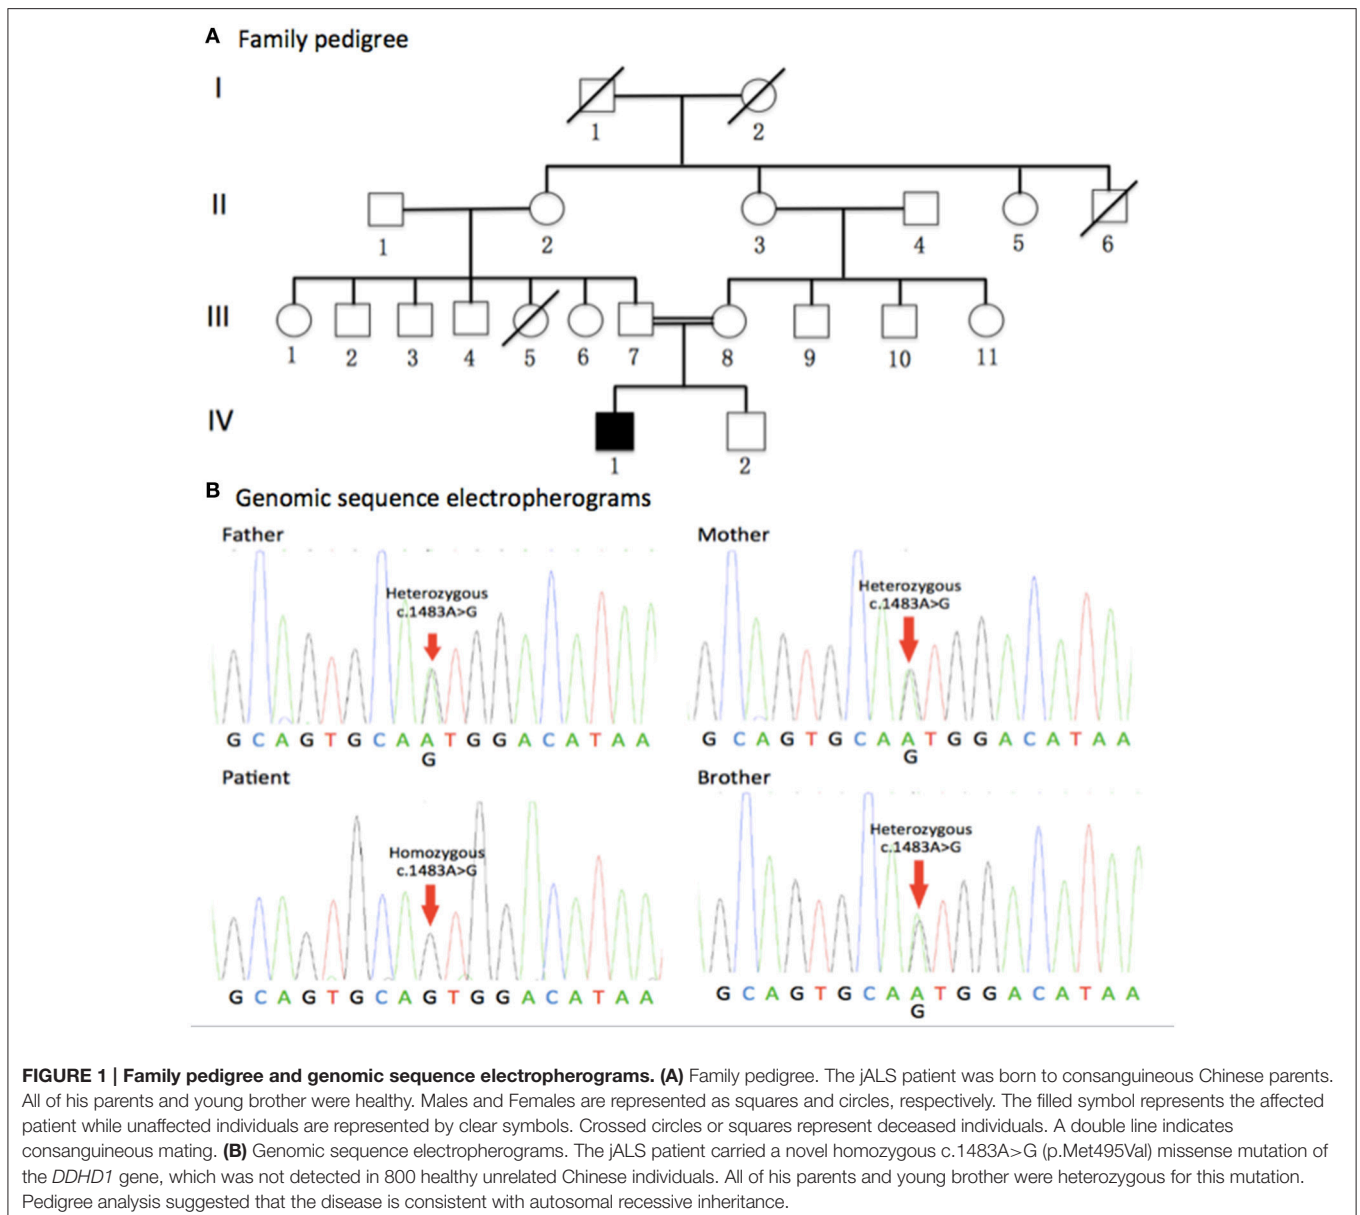 A Family pedigree
I
1 2
II
1 2 3 4 5 6
III
1 2 3 4 5 6 7 8 9 10 11
IV
1 2
B Genomic sequence electropherograms
Father
Heterozygous
c.1483A>G
G C A G T G C A A T G G A C A T A A
G
Mother
Heterozygous
c.1483A>G
G C A G T G C A A T G G A C A T A A
G
Patient
Homozygous
c.1483A>G
G C A G T G C A G T G G A C A T A A
Brother
Heterozygous
c.1483A>G
G C A G T G C A A T G G A C A T A A
G
FIGURE 1 | Family pedigree and genomic sequence electropherograms. (A) Family pedigree. The jALS patient was born to consanguineous Chinese parents.
All of his parents and young brother were healthy. Males and Females are represented as squares and circles, respectively. The filled symbol represents the affected
patient while unaffected individuals are represented by clear symbols. Crossed circles or squares represent deceased individuals. A double line indicates
consanguineous mating. (B) Genomic sequence electropherograms. The jALS patient carried a novel homozygous c.1483A>G (p.Met495Val) missense mutation of
the DDHD1 gene, which was not detected in 800 healthy unrelated Chinese individuals. All of his parents and young brother were heterozygous for this mutation.
Pedigree analysis suggested that the disease is consistent with autosomal recessive inheritance.